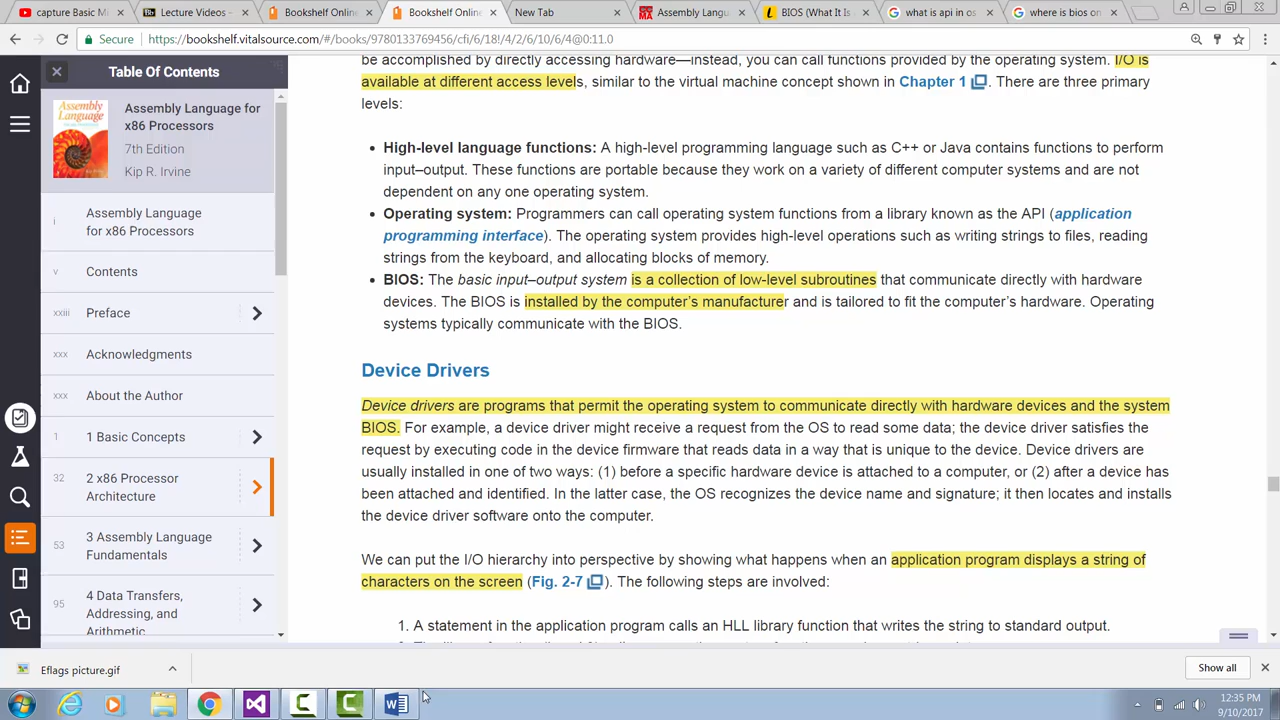 capture Basic M
Lecture Videos –
Bookshelf Online
Bookshelf Online
New Tab
Assembly Langu
BIOS (What It Is
what is api in os
where is bios on
Secure
https://bookshelf.vitalsource.com/#/books/9780133769456/cfi/6/18!/4/2/6/10/6/4@0:11.0
Table Of Contents
Assembly Language for
x86 Processors
7th Edition
Kip R. Irvine
i Assembly Language
for x86 Processors
v Contents
xxiii Preface
xxx Acknowledgments
xxx About the Author
1 1 Basic Concepts
32 2 x86 Processor
Architecture
53 3 Assembly Language
Fundamentals
95 4 Data Transfers,
Addressing, and
Arithmetic
be accomplished by directly accessing hardware—instead, you can call functions provided by the operating system. I/O is
available at different access levels, similar to the virtual machine concept shown in Chapter 1. There are three primary
levels:
• High-level language functions: A high-level programming language such as C++ or Java contains functions to perform
input–output. These functions are portable because they work on a variety of different computer systems and are not
dependent on any one operating system.
• Operating system: Programmers can call operating system functions from a library known as the API (application
programming interface). The operating system provides high-level operations such as writing strings to files, reading
strings from the keyboard, and allocating blocks of memory.
• BIOS: The basic input–output system is a collection of low-level subroutines that communicate directly with hardware
devices. The BIOS is installed by the computer's manufacturer and is tailored to fit the computer's hardware. Operating
systems typically communicate with the BIOS.
Device Drivers
Device drivers are programs that permit the operating system to communicate directly with hardware devices and the system
BIOS. For example, a device driver might receive a request from the OS to read some data; the device driver satisfies the
request by executing code in the device firmware that reads data in a way that is unique to the device. Device drivers are
usually installed in one of two ways: (1) before a specific hardware device is attached to a computer, or (2) after a device has
been attached and identified. In the latter case, the OS recognizes the device name and signature; it then locates and installs
the device driver software onto the computer.
We can put the I/O hierarchy into perspective by showing what happens when an application program displays a string of
characters on the screen (Fig. 2-7). The following steps are involved:
1. A statement in the application program calls an HLL library function that writes the string to standard output.
Eflags picture.gif
Show all
12:35 PM
9/10/2017